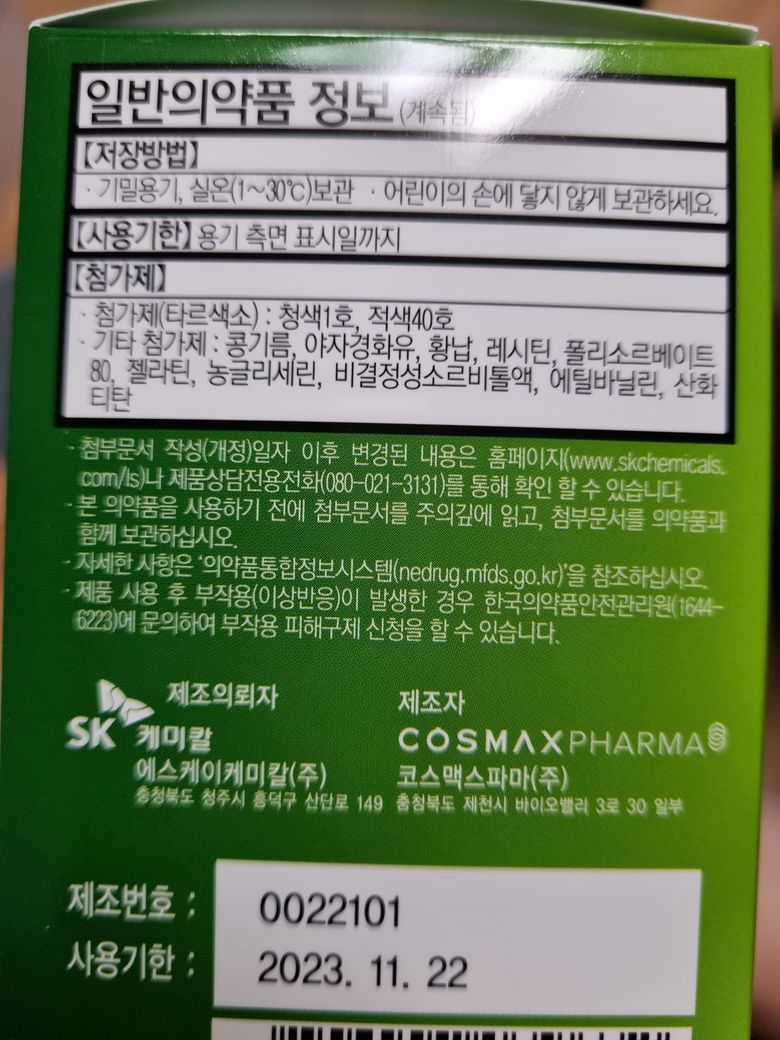 일반의약품 정보 (계속됨)
【저장방법】
· 기밀용기, 실온(1~30℃)보관 · 어린이의 손에 닿지 않게 보관하세요.
【사용기한】 용기 측면 표시일까지
【첨가제】
· 첨가제(타르색소) : 청색1호, 적색40호
· 기타 첨가제 : 콩기름, 야자경화유, 황납, 레시틴, 폴리소르베이트
80, 젤라틴, 농글리세린, 비결정성소르비톨액, 에틸바닐린, 산화
티탄
· 첨부문서 작성(개정)일자 이후 변경된 내용은 홈페이지(www.skchemicals.
com/ls)나 제품상담전용전화(080-021-3131)를 통해 확인 할 수 있습니다.
· 본 의약품을 사용하기 전에 첨부문서를 주의깊에 읽고, 첨부문서를 의약품과
함께 보관하십시오.
· 자세한 사항은 '의약품통합정보시스템(nedrug.mfds.go.kr)'을 참조하십시오.
· 제품 사용 후 부작용(이상반응)이 발생한 경우 한국의약품안전관리원(1644-
6223)에 문의하여 부작용 피해구제 신청을 할 수 있습니다.
제조의뢰자
SK 케미칼
에스케이케미칼(주)
충청북도 청주시 흥덕구 산단로 149
제조자
COSMAXPHARMA
코스맥스파마(주)
충청북도 제천시 바이오밸리 3로 30 일부
제조번호 : 0022101
사용기한 : 2023. 11. 22